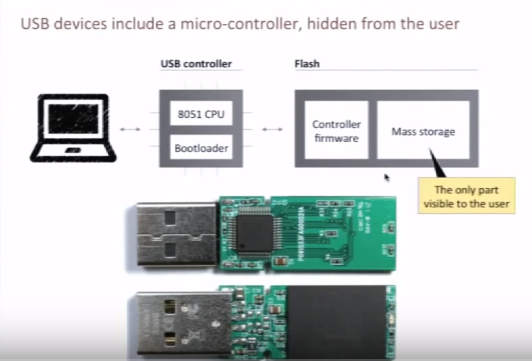 USB devices include a micro-controller, hidden from the user
USB controller
Flash
8051 CPU
Bootloader
Controller
firmware
Mass storage
The only part
visible to the user